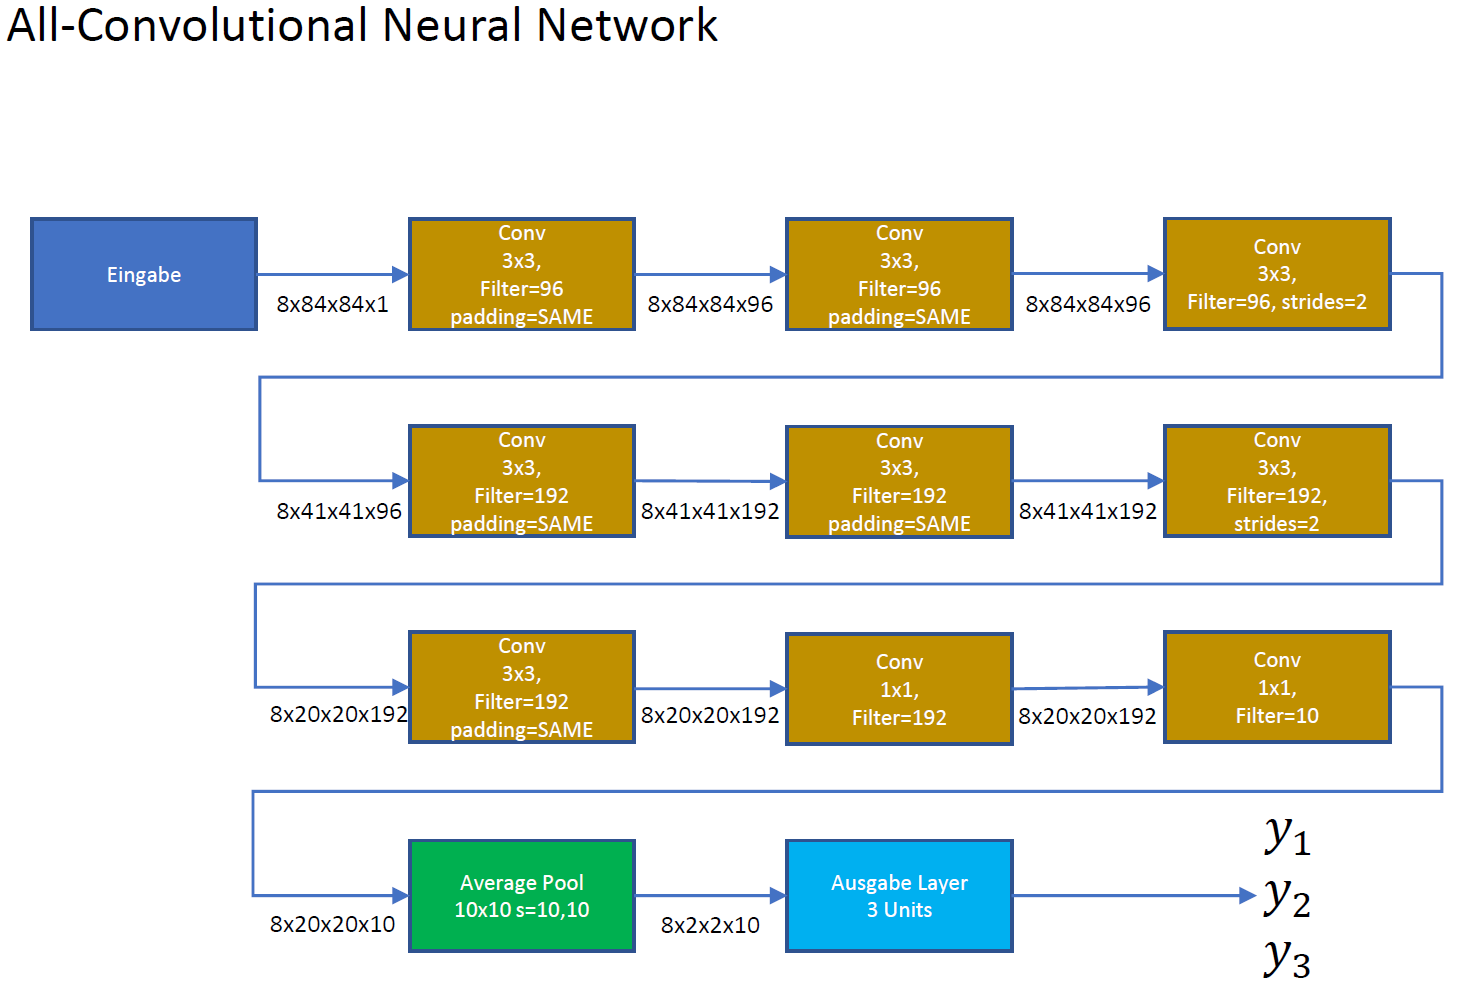 All-Convolutional Neural Network
Eingabe
8x84x84x1
Conv
3x3,
Filter=96
padding=SAME
8x84x84x96
Conv
3x3,
Filter=96
padding=SAME
8x84x84x96
Conv
3x3,
Filter=96, strides=2
8x41x41x96
Conv
3x3,
Filter=192
padding=SAME
8x41x41x192
Conv
3x3,
Filter=192
padding=SAME
8x41x41x192
Conv
3x3,
Filter=192,
strides=2
8x20x20x192
Conv
3x3,
Filter=192
padding=SAME
8x20x20x192
Conv
1x1,
Filter=192
8x20x20x192
Conv
1x1,
Filter=10
8x20x20x10
Average Pool
10x10 s=10,10
8x2x2x10
Ausgabe Layer
3 Units
y₁
y₂
y₃